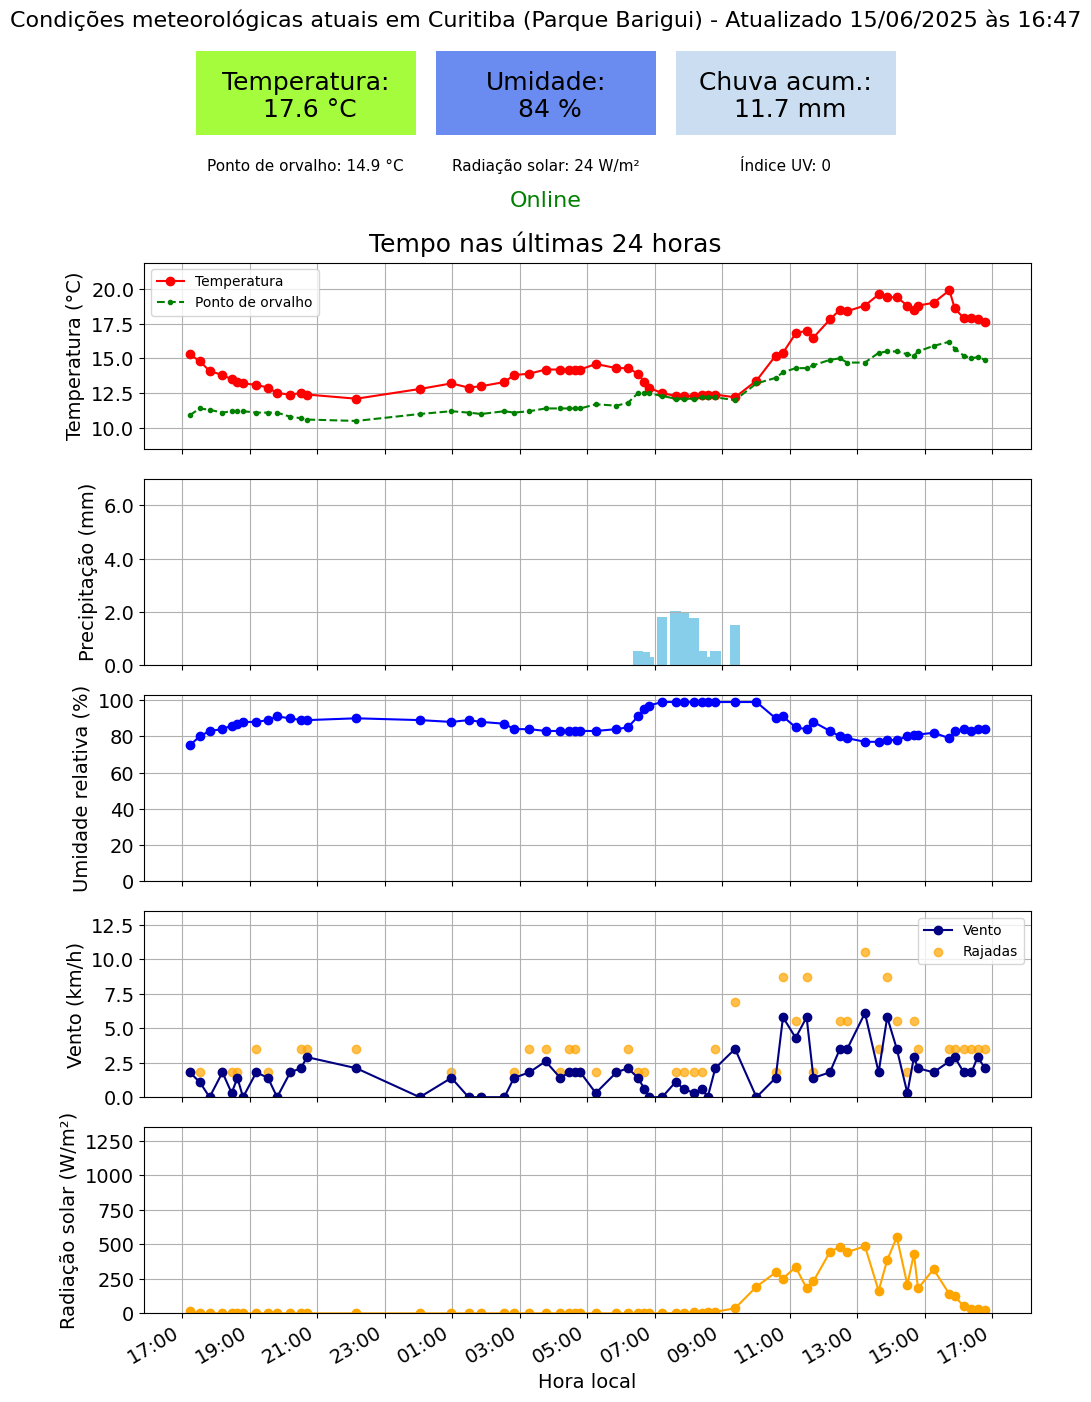 Condições meteorológicas atuais em Curitiba (Parque Barigui) - Atualizado 15/06/2025 às 16:47
Temperatura:
17.6 °C
Umidade:
84 %
Chuva acum.:
11.7 mm
Ponto de orvalho: 14.9 °C
Radiação solar: 24 W/m²
Índice UV: 0
Online
Tempo nas últimas 24 horas
Temperatura (°C)
20.0
17.5
15.0
12.5
10.0
Temperatura
Ponto de orvalho
Precipitação (mm)
6.0
4.0
2.0
0.0
Umidade relativa (%)
100
80
60
40
20
0
Vento (km/h)
12.5
10.0
7.5
5.0
2.5
0.0
Vento
Rajadas
Radiação solar (W/m²)
1250
1000
750
500
250
0
17:00
19:00
21:00
23:00
01:00
03:00
05:00
07:00
09:00
11:00
13:00
15:00
17:00
Hora local